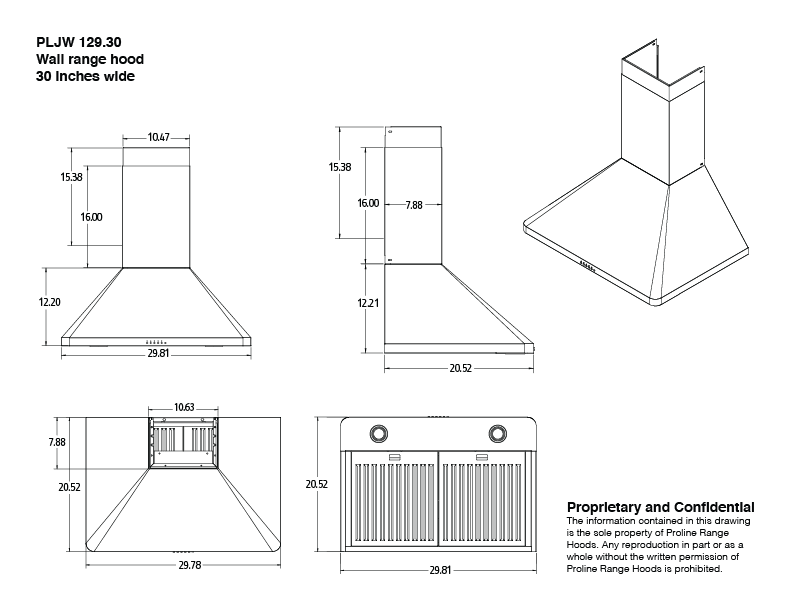 PLJW 129.30
Wall range hood
30 inches wide
10.47
15.38
16.00
12.20
29.81
15.38
16.00
7.88
12.21
20.52
10.63
7.88
20.52
29.78
20.52
29.81
Proprietary and Confidential
The information contained in this drawing
is the sole property of Proline Range
Hoods. Any reproduction in part or as a
whole without the written permission of
Proline Range Hoods is prohibited.